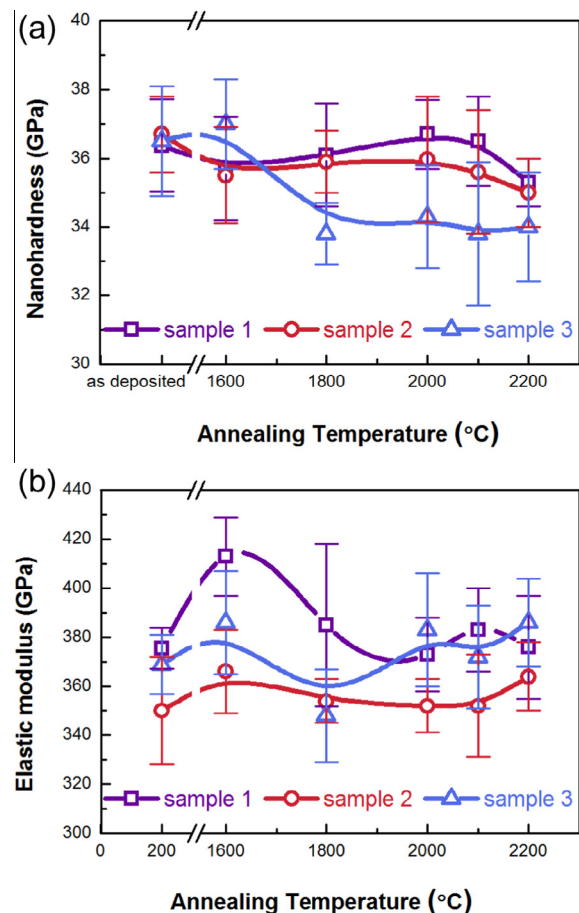 (a)
40
38
36
34
32
30
Nanohardness (GPa)
sample 1 sample 2 sample 3
as deposited 1600 1800 2000 2200
Annealing Temperature (°C)
(b)
440
420
400
380
360
340
320
300
Elastic modulus (GPa)
sample 1 sample 2 sample 3
0 200 1600 1800 2000 2200
Annealing Temperature (°C)